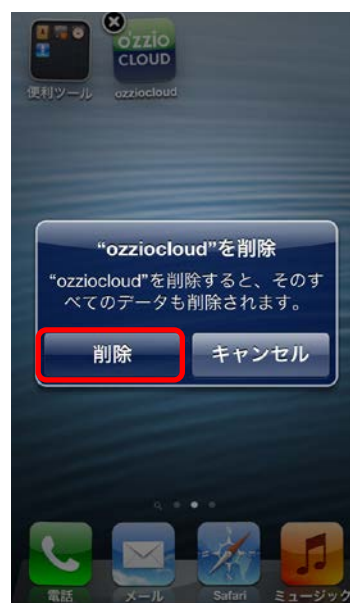 o'zzio
CLOUD
便利ツール
ozziocloud
“ozziocloud”を削除
“ozziocloud”を削除すると、そのす
べてのデータも削除されます。
削除
キャンセル
電話
メール
Safari
ミュージック